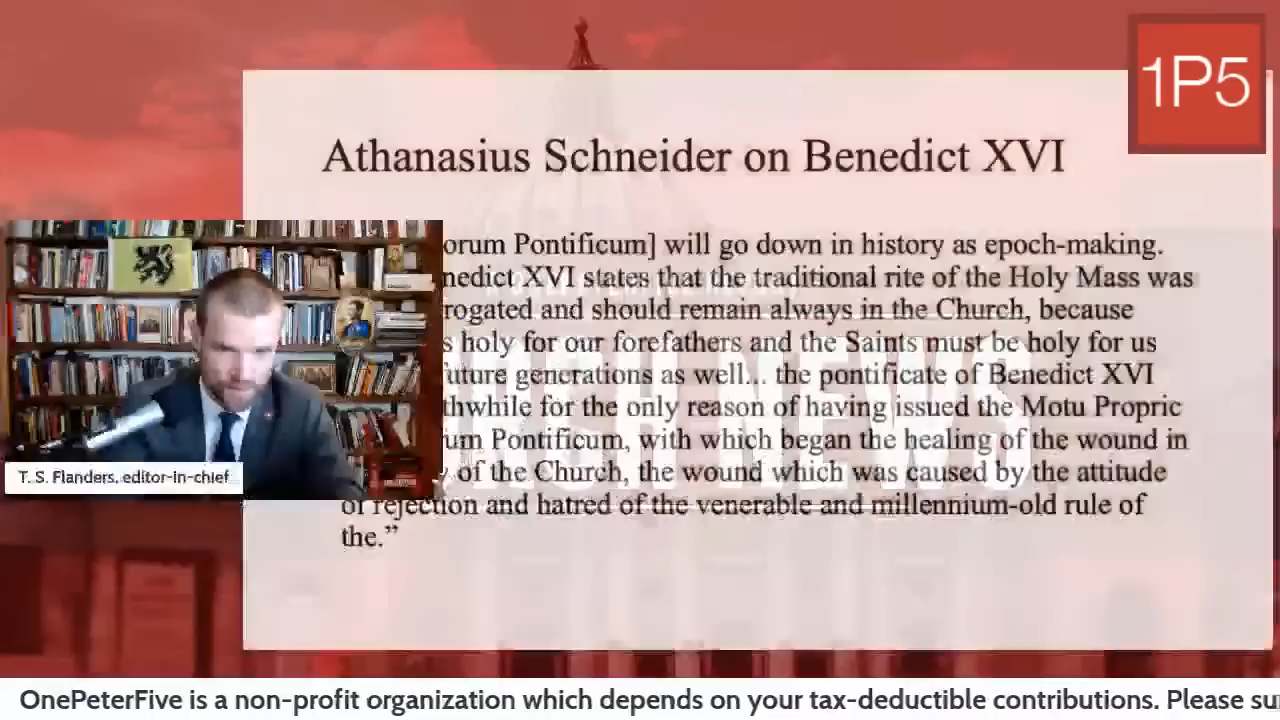 1P5
Athanasius Schneider on Benedict XVI
orum Pontificum] will go down in history as epoch-making.
nedict XVI states that the traditional rite of the Holy Mass was
rogated and should remain always in the Church, because
s holy for our forefathers and the Saints must be holy for us
uture generations as well... the pontificate of Benedict XVI
thwhile for the only reason of having issued the Motu Propric
um Pontificum, with which began the healing of the wound in
of the Church, the wound which was caused by the attitude
of rejection and hatred of the venerable and millennium-old rule of
the.”
T. S. Flanders, editor-in-chief
OnePeterFive is a non-profit organization which depends on your tax-deductible contributions. Please su